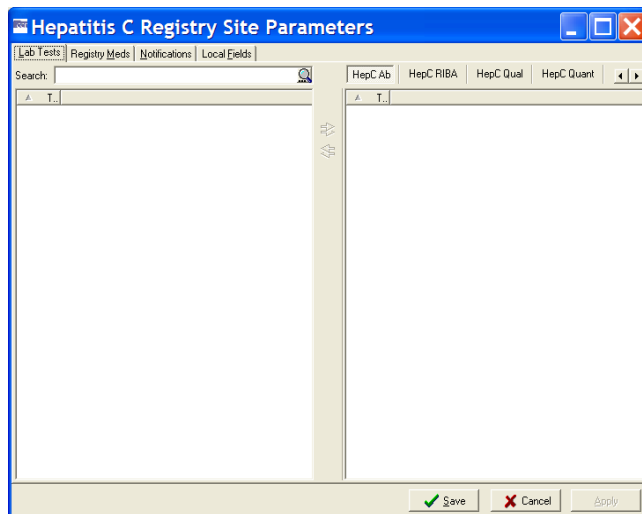 Hepatitis C Registry Site Parameters
Lab Tests Registry Meds Notifications Local Fields
Search: HepC Ab HepC RIBA HepC Qual HepC Quant
T.. T..
Save Cancel Apply